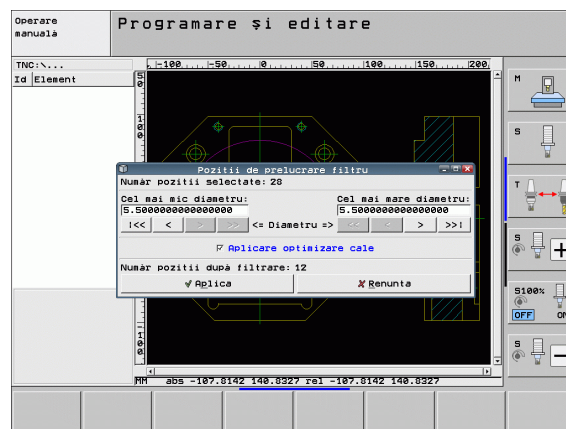 Operare
manuală
Programare și editare
TNC:\...
Id Element
-100 -50 0 50 100 150 200
M
S
T
S
S100%
OFF ON
S
Poziții de prelucrare filtru
Număr poziții selectate: 28
Cel mai mic diametru: Cel mai mare diametru:
5.5000000000000000 5.5000000000000000
|<< < > >> <= Diametru => << < > >>|
Aplicare optimizare cale
Număr poziții după filtrare: 12
Aplica Renunta
MM abs -107.8142 140.8327 rel -107.8142 140.8327